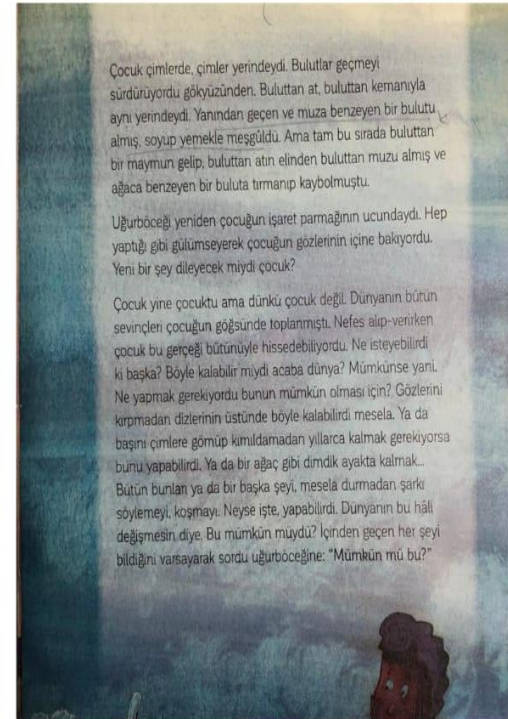 Çocuk çimlerde, çimler yerindeydi. Bulutlar geçmeyi
sürdürüyordu gökyüzünden. Buluttan at, buluttan kemanıyla
aynı yerindeydi. Yanından geçen ve muza benzeyen bir bulutu
almış, soyup yemekle meşguldü. Ama tam bu sırada buluttan
bir maymun gelip, buluttan atın elinden buluttan muzu almış ve
ağaca benzeyen bir buluta tırmanıp kaybolmuştu.
Uğurböceği yeniden çocuğun işaret parmağının ucundaydı. Hep
yaptığı gibi gülümseyerek çocuğun gözlerinin içine bakıyordu.
Yeni bir şey dileyecek miydi çocuk?
Çocuk yine çocuktu ama dünkü çocuk değil. Dünyanın bütün
sevinçleri çocuğun göğsünde toplanmıştı. Nefes alıp-verirken
çocuk bu gerçeği bütünüyle hissedebiliyordu. Ne isteyebilirdi
ki başka? Böyle kalabilir miydi acaba dünya? Mümkünse yani.
Ne yapmak gerekiyordu bunun mümkün olması için? Gözlerini
kırpmadan dizlerinin üstünde böyle kalabilirdi mesela. Ya da
başını çimlere gömüp kımıldamadan yıllarca kalmak gerekiyorsa
bunu yapabilirdi. Ya da bir ağaç gibi dimdik ayakta kalmak...
Bütün bunları ya da bir başka şeyi, mesela durmadan şarkı
söylemeyi, koşmayı. Neyse işte, yapabilirdi. Dünyanın bu hâli
değişmesin diye. Bu mümkün müydü? İçinden geçen her şeyi
bildiğini varsayarak sordu uğurböceğine: "Mümkün mü bu?"